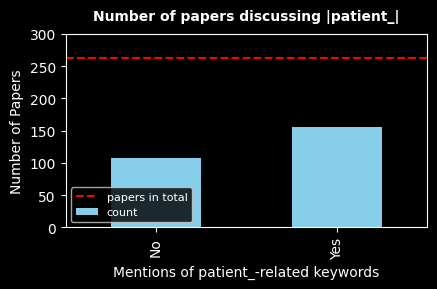 Number of papers discussing |patient_|
300
250
200
150
100
50
0
Number of Papers
papers in total
count
No
Yes
Mentions of patient_-related keywords